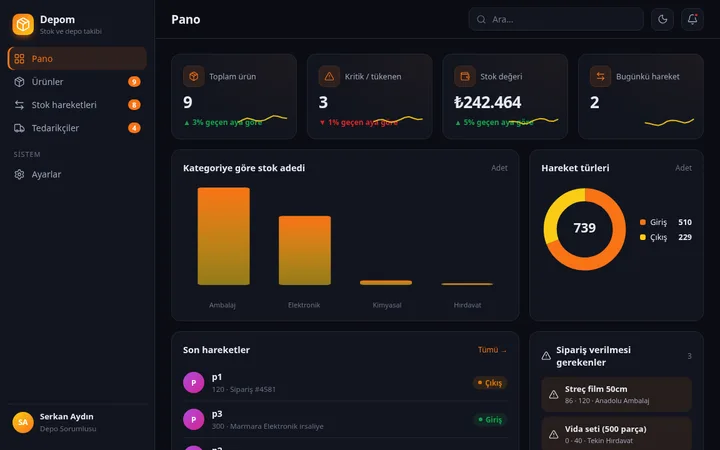 Depom
Stok ve depo takibi
Pano
Ürünler 9
Stok hareketleri 8
Tedarikçiler 4
SİSTEM
Ayarlar
SA
Serkan Aydın
Depo Sorumlusu
Pano
Ara…
Toplam ürün
9
▲ 3% geçen aya göre
Kritik / tükenen
3
▼ 1% geçen aya göre
Stok değeri
₺242.464
▲ 5% geçen aya göre
Bugünkü hareket
2
Kategoriye göre stok adedi
Adet
Ambalaj
Elektronik
Kimyasal
Hırdavat
Hareket türleri
Adet
739
Giriş 510
Çıkış 229
Son hareketler
Tümü →
P
p1
120 · Sipariş #4581
Çıkış
P
p3
300 · Marmara Elektronik irsaliye
Giriş
Sipariş verilmesi
gerekenler
3
Streç film 50cm
86 · 120 · Anadolu Ambalaj
Vida seti (500 parça)
0 · 40 · Tekin Hırdavat